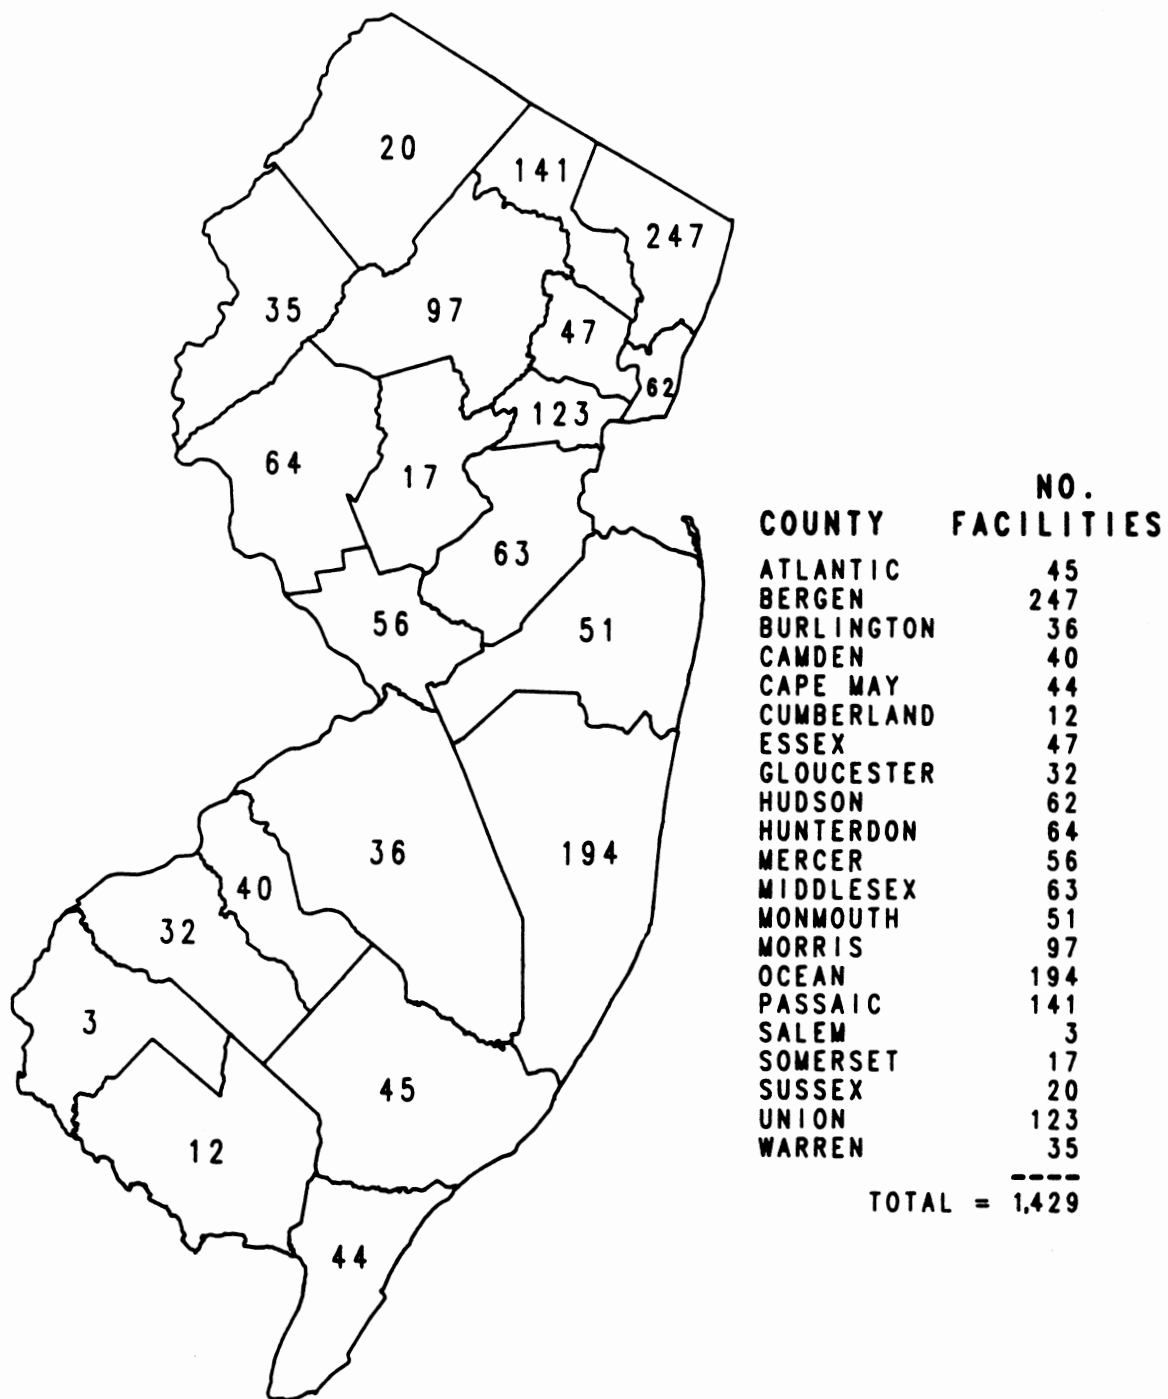 20
141
247
35
97
47
62
123
64
17
63
56
51
36
194
40
32
3
45
12
44
NO.
COUNTY FACILITIES
ATLANTIC 45
BERGEN 247
BURLINGTON 36
CAMDEN 40
CAPE MAY 44
CUMBERLAND 12
ESSEX 47
GLOUCESTER 32
HUDSON 62
HUNTERDON 64
MERCER 56
MIDDLESEX 63
MONMOUTH 51
MORRIS 97
OCEAN 194
PASSAIC 141
SALEM 3
SOMERSET 17
SUSSEX 20
UNION 123
WARREN 35
----
TOTAL = 1,429